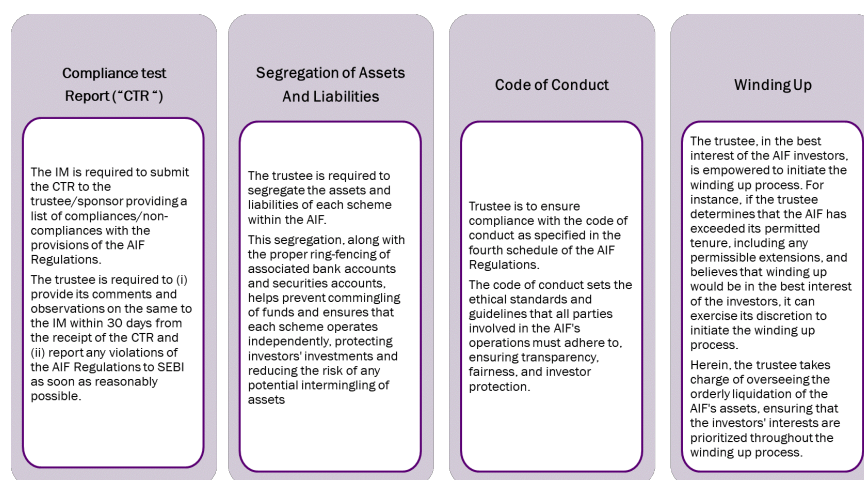 Compliance test
Report ("CTR ")
The IM is required to submit
the CTR to the
trustee/sponsor providing a
list of compliances/non-
compliances with the
provisions of the AIF
Regulations.
The trustee is required to (i)
provide its comments and
observations on the same to
the IM within 30 days from
the receipt of the CTR and
(ii) report any violations of
the AIF Regulations to SEBI
as soon as reasonably
possible.
Segregation of Assets
And Liabilities
The trustee is required to
segregate the assets and
liabilities of each scheme
within the AIF.
This segregation, along with
the proper ring-fencing of
associated bank accounts
and securities accounts,
helps prevent commingling
of funds and ensures that
each scheme operates
independently, protecting
investors' investments and
reducing the risk of any
potential intermingling of
assets
Code of Conduct
Trustee is to ensure
compliance with the code of
conduct as specified in the
fourth schedule of the AIF
Regulations.
The code of conduct sets the
ethical standards and
guidelines that all parties
involved in the AIF's
operations must adhere to,
ensuring transparency,
fairness, and investor
protection.
Winding Up
The trustee, in the best
interest of the AIF investors,
is empowered to initiate the
winding up process. For
instance, if the trustee
determines that the AIF has
exceeded its permitted
tenure, including any
permissible extensions, and
believes that winding up
would be in the best interest
of the investors, it can
exercise its discretion to
initiate the winding up
process.
Herein, the trustee takes
charge of overseeing the
orderly liquidation of the
AIF's assets, ensuring that
the investors' interests are
prioritized throughout the
winding up process.